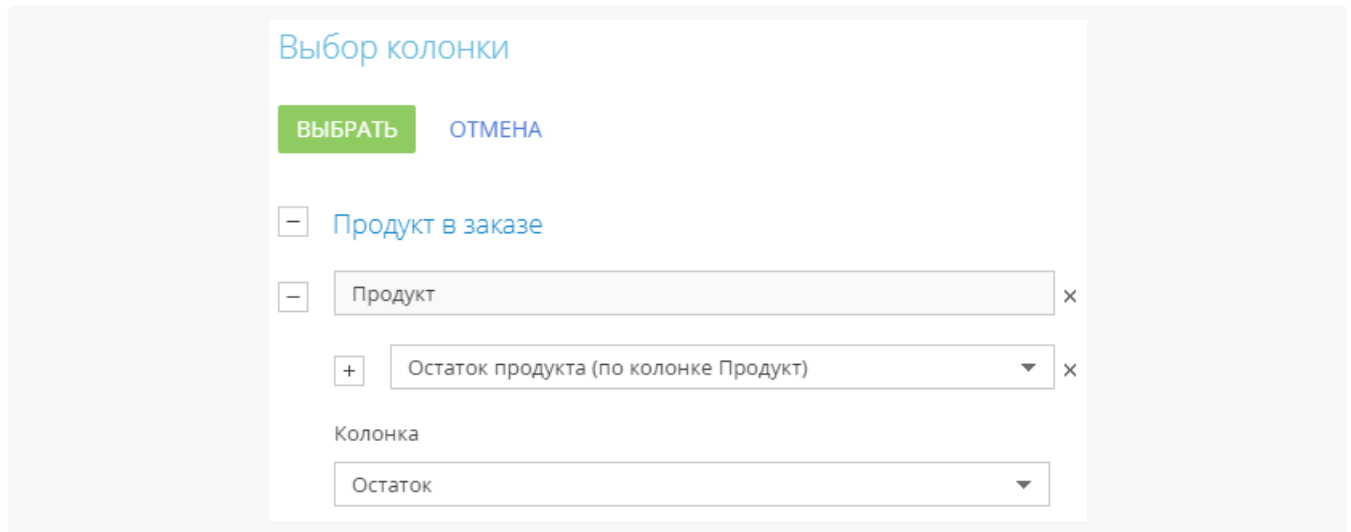 Выбор колонки
ВЫБРАТЬ ОТМЕНА
Продукт в заказе
Продукт
Остаток продукта (по колонке Продукт)
Колонка
Остаток